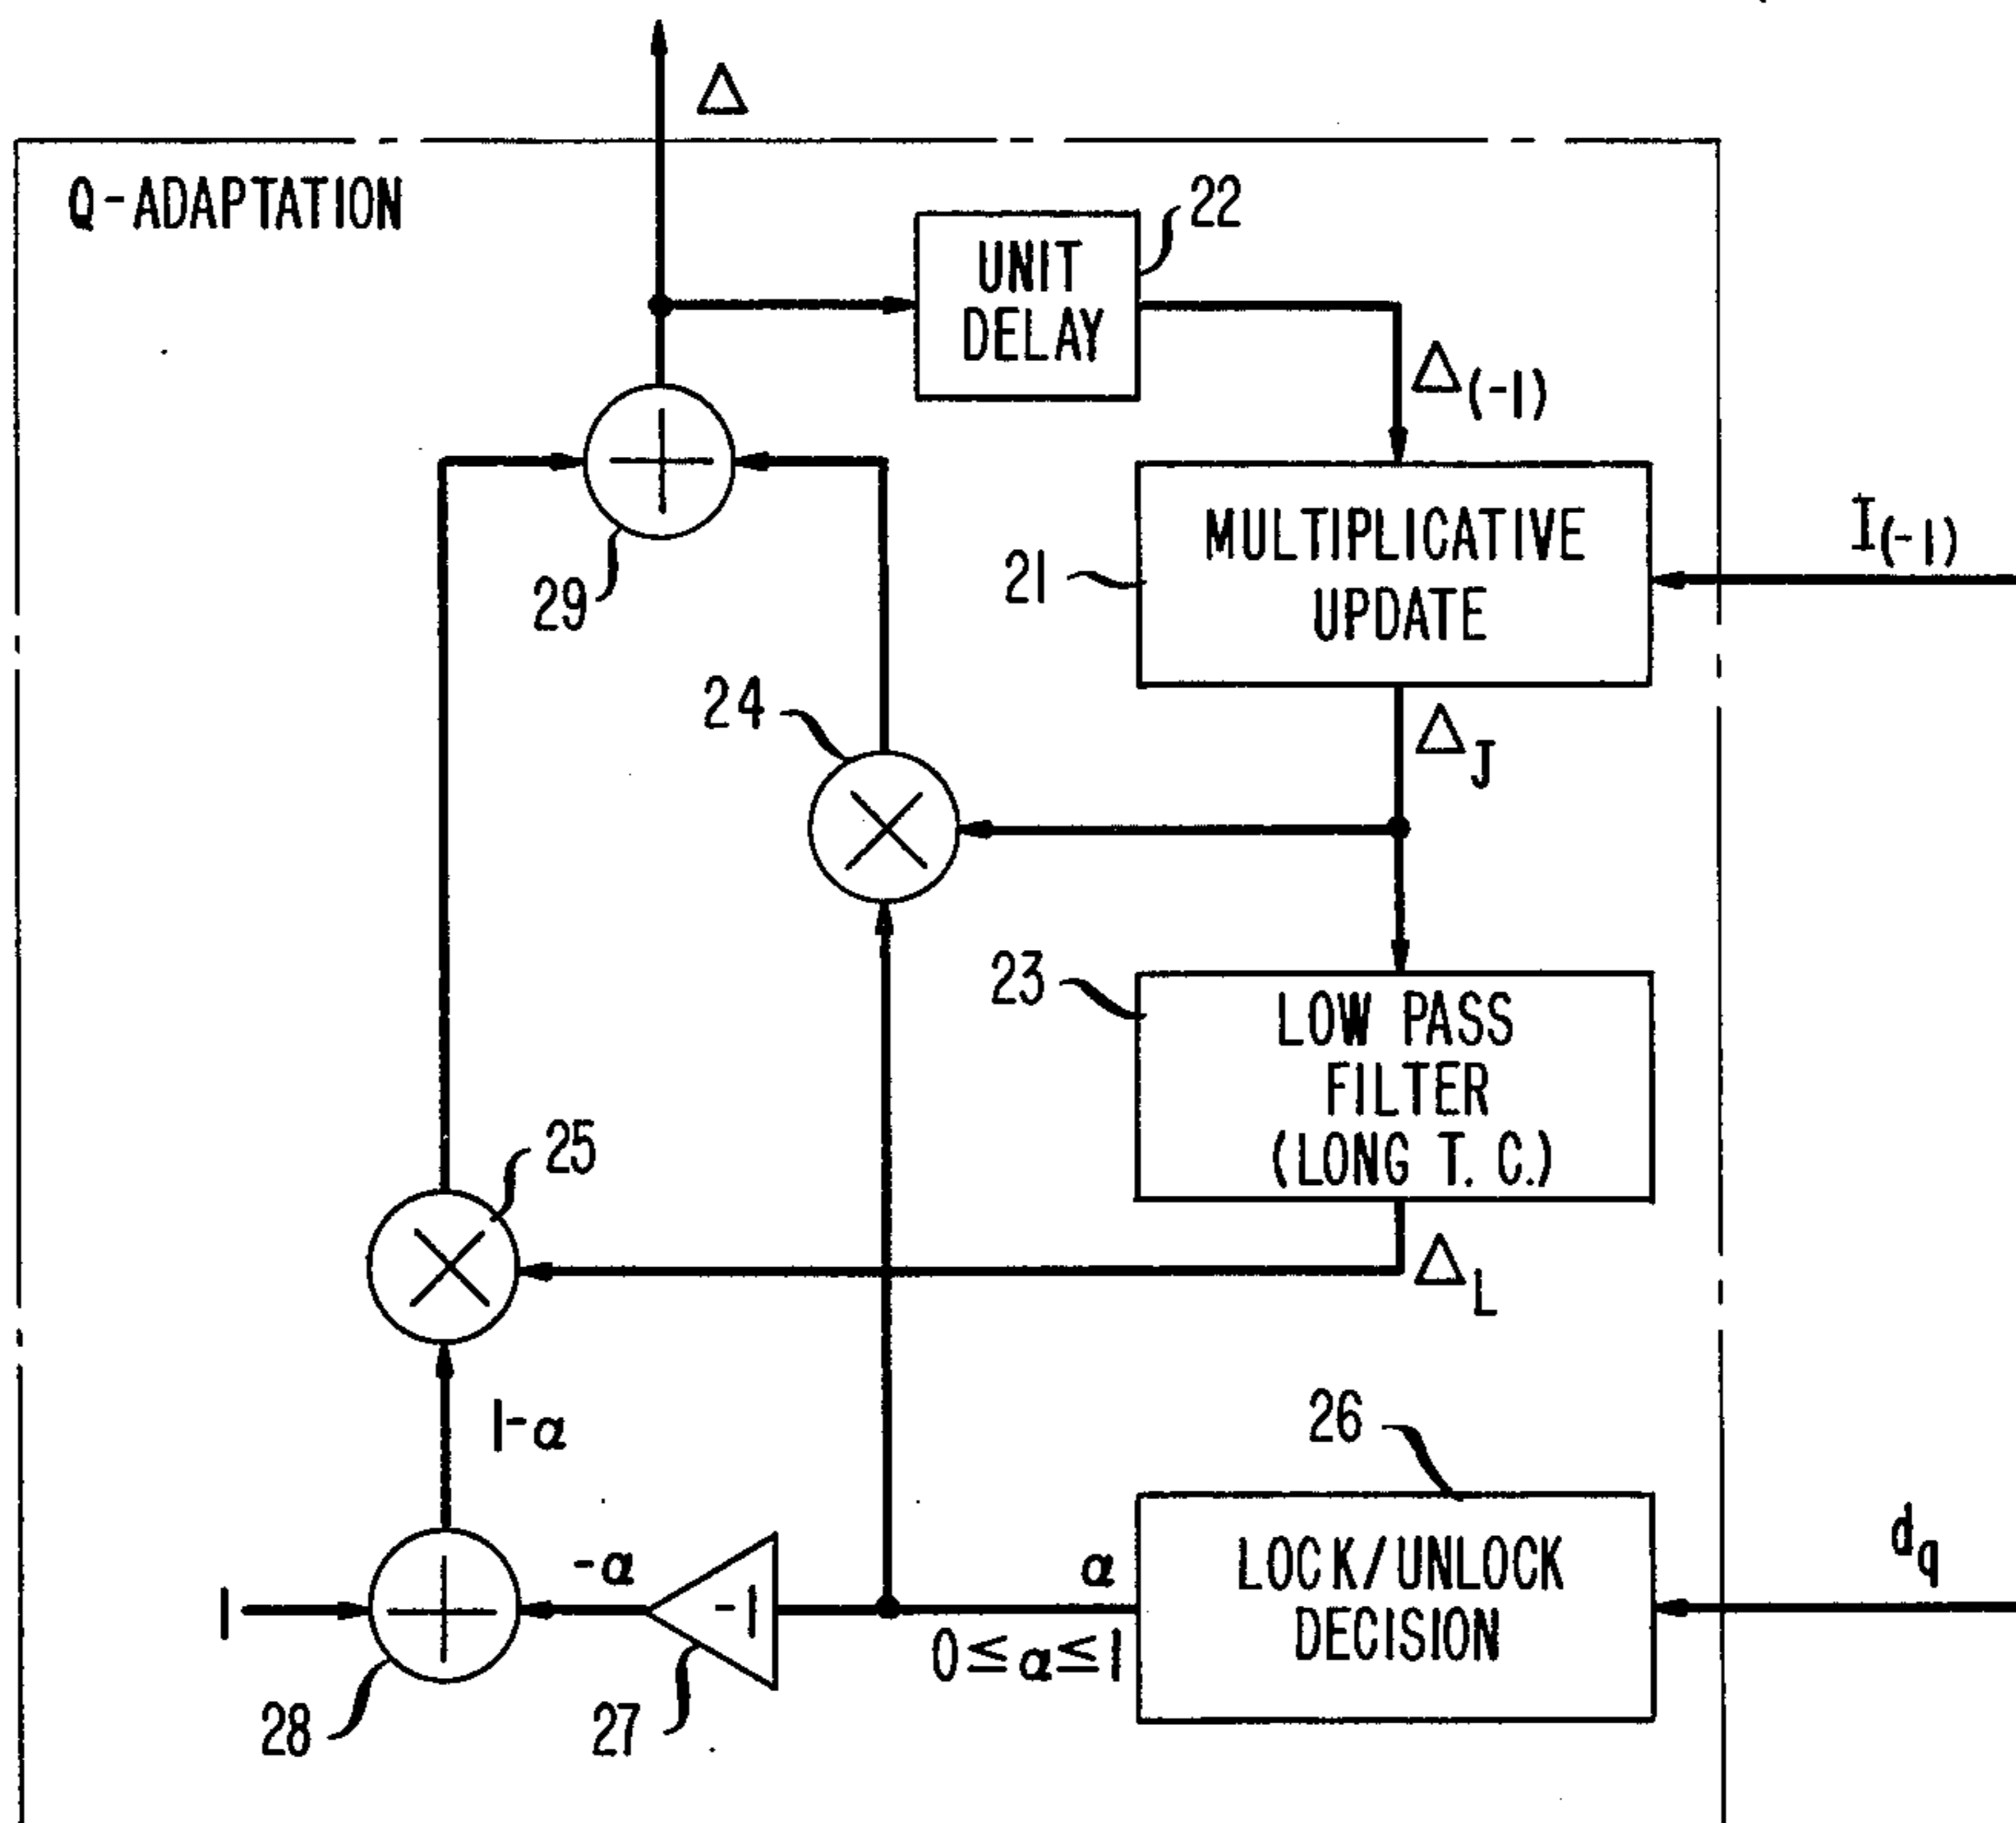 Δ
Q-ADAPTATION
22
UNIT
DELAY
Δ(-1)
29
MULTIPLICATIVE
UPDATE
21
I(-1)
24
ΔJ
23
LOW PASS
FILTER
(LONG T. C.)
25
ΔL
1-α
26
LOCK/UNLOCK
DECISION
dq
α
0≤α≤1
-α
-1
1
28
27